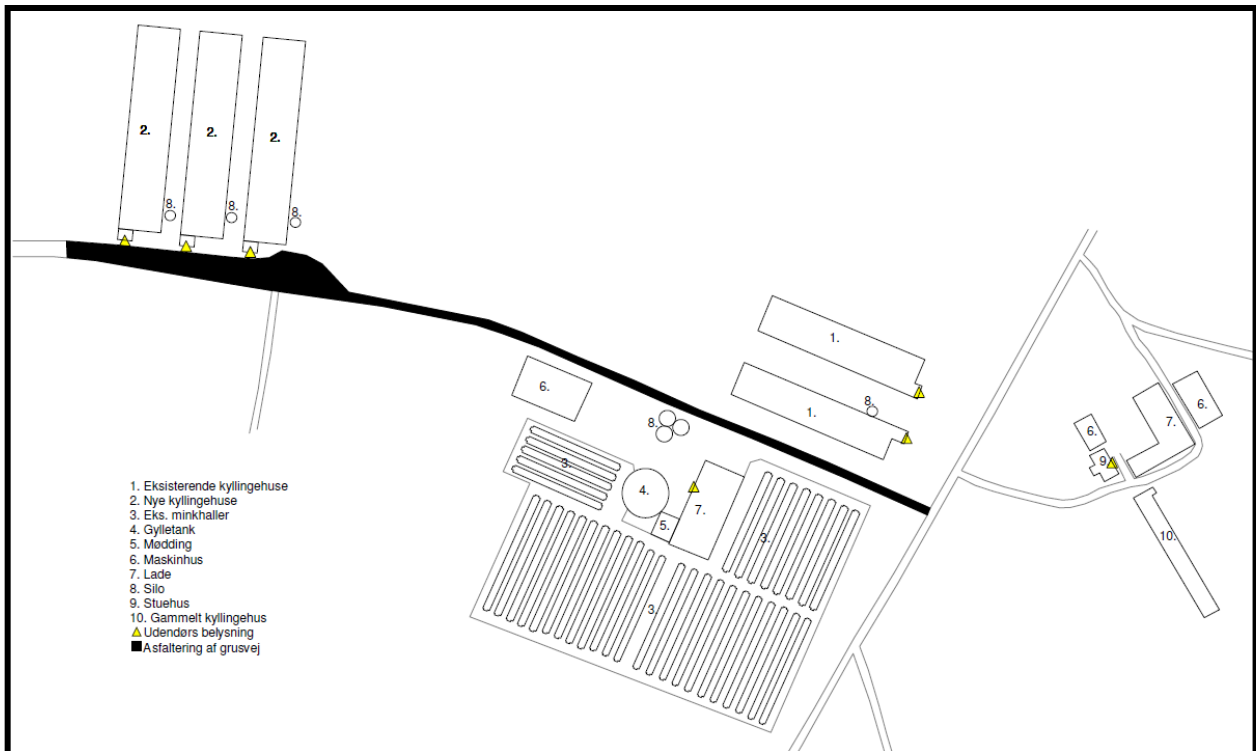 2.
2.
2.
8.
8.
8.
1.
8.
1.
6.
8.
3.
4.
5.
7.
3.
3.
6.
7.
6.
9.
10.
1. Eksisterende kyllingehuse
2. Nye kyllingehuse
3. Eks. minkhaller
4. Gylletank
5. Mødding
6. Maskinhus
7. Lade
8. Silo
9. Stuehus
10. Gammelt kyllingehus
Udendørs belysning
Asfaltering af grusvej